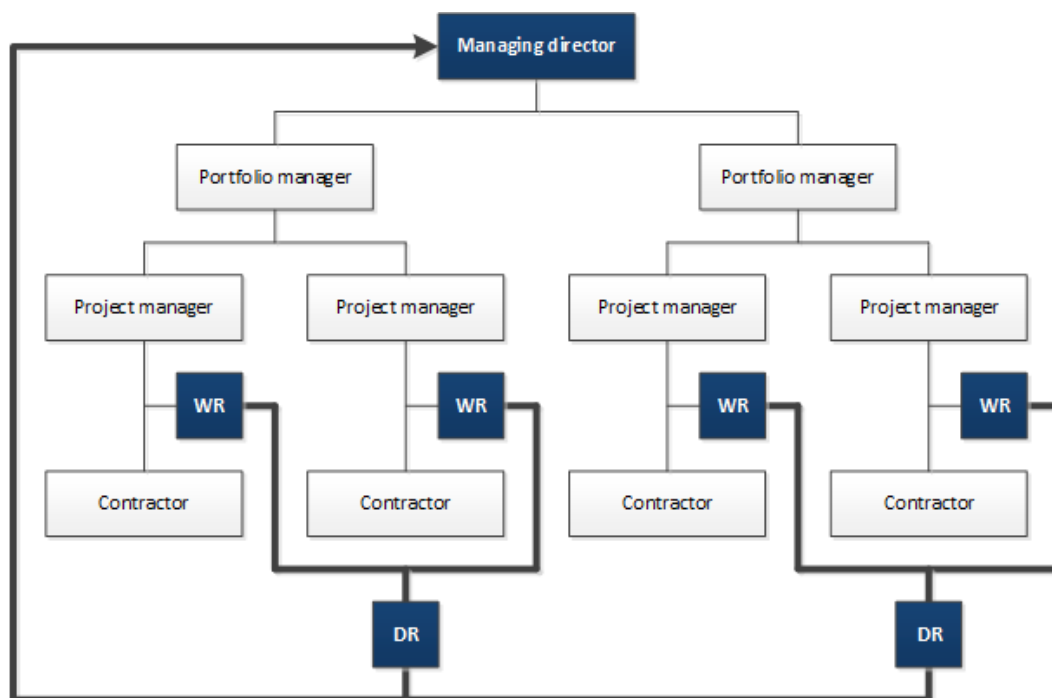 Managing director
Portfolio manager
Portfolio manager
Project manager
Project manager
Project manager
Project manager
WR
WR
WR
WR
Contractor
Contractor
Contractor
Contractor
DR
DR